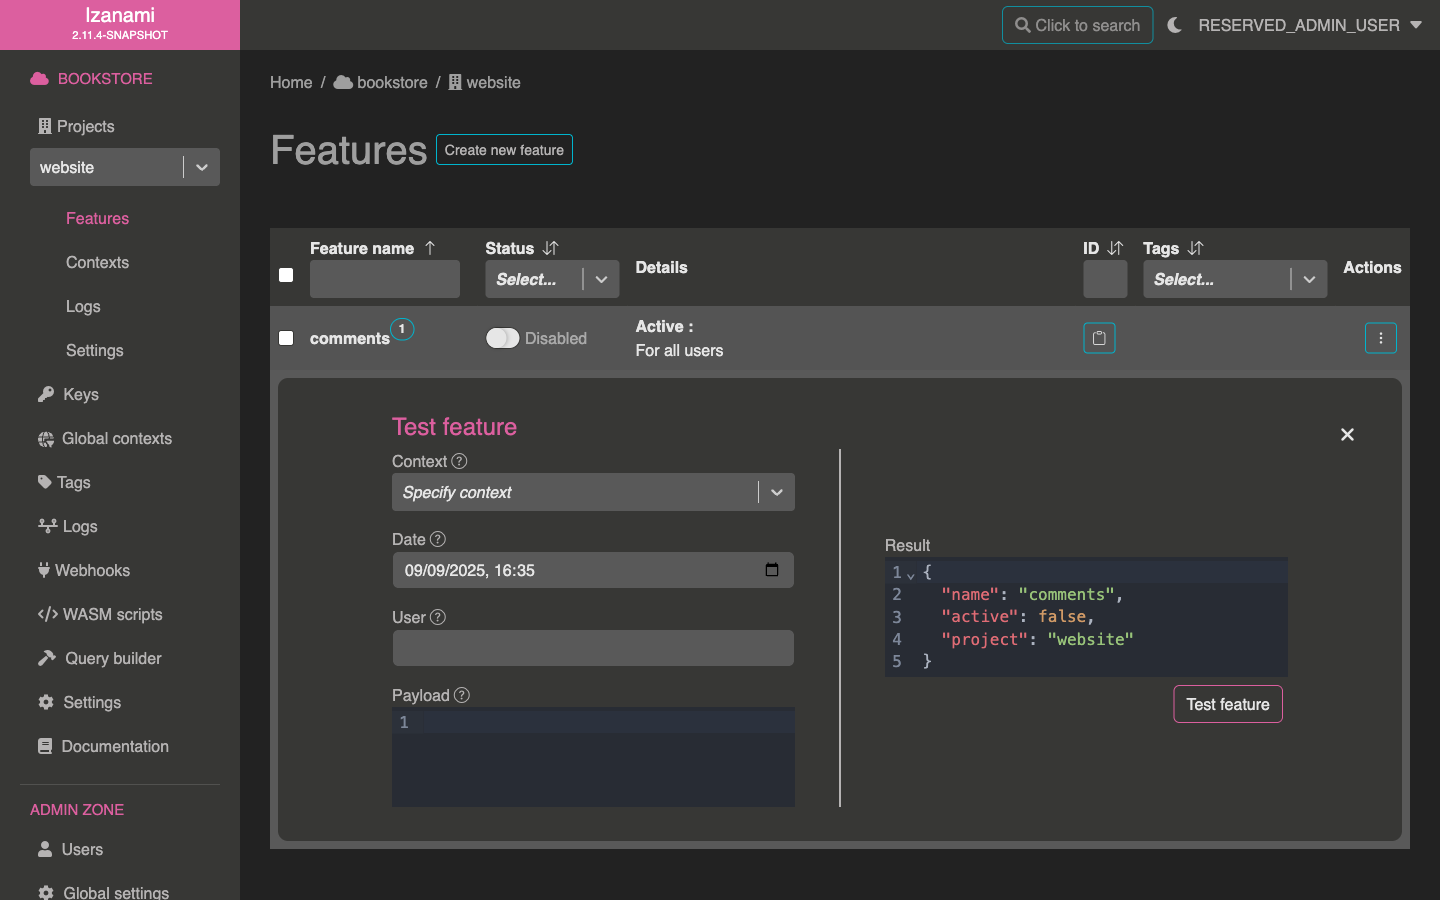 Izanami
2.11.4-SNAPSHOT
Click to search
RESERVED_ADMIN_USER
BOOKSTORE
Projects
website
Features
Contexts
Logs
Settings
Keys
Global contexts
Tags
Logs
Webhooks
WASM scripts
Query builder
Settings
Documentation
ADMIN ZONE
Users
Global settings
Home / bookstore / website
Features
Create new feature
Feature name
Status
Select...
Details
ID
Tags
Select...
Actions
comments 1
Disabled
Active :
For all users
Test feature
Context ?
Specify context
Date ?
09/09/2025, 16:35
User ?
Payload ?
1
Result
1 {
2 "name": "comments",
3 "active": false,
4 "project": "website"
5 }
Test feature